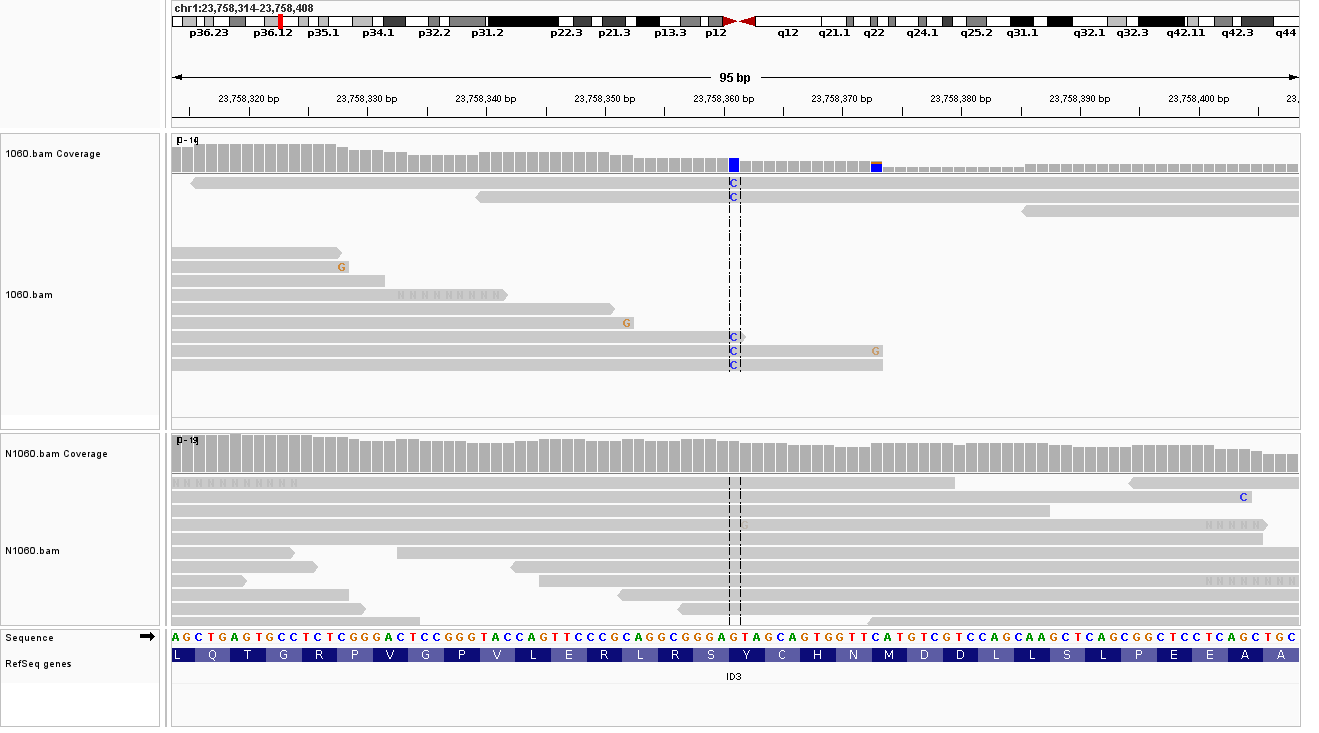 chr1:23,758,314-23,758,408
p36.23 p36.12 p35.1 p34.1 p32.2 p31.2 p22.3 p21.3 p13.3 p12 q12 q21.1 q22 q24.1 q25.2 q31.1 q32.1 q32.3 q42.11 q42.3 q44
95 bp
23,758,320 bp 23,758,330 bp 23,758,340 bp 23,758,350 bp 23,758,360 bp 23,758,370 bp 23,758,380 bp 23,758,390 bp 23,758,400 bp 23,
1060.bam Coverage
C
C
G
1060.bam
N N N N N N N N N
G
C
C G
C
N1060.bam Coverage
N N N N N N N N N N N
C
G N N N N N
N1060.bam
N N N N N N N N
Sequence A G C T G A G T G C C T C T C G G G A C T C C G G G T A C C A G T T C C C G C A G G C G G G A G T A G C A G T G G T T C A T G T C G T C C A G C A A G C T C A G C G G C T C C T C A G C T G C
RefSeq genes L Q T G R P V G P V L E R L R S Y C H N M D D L L S L P E E A A
ID3